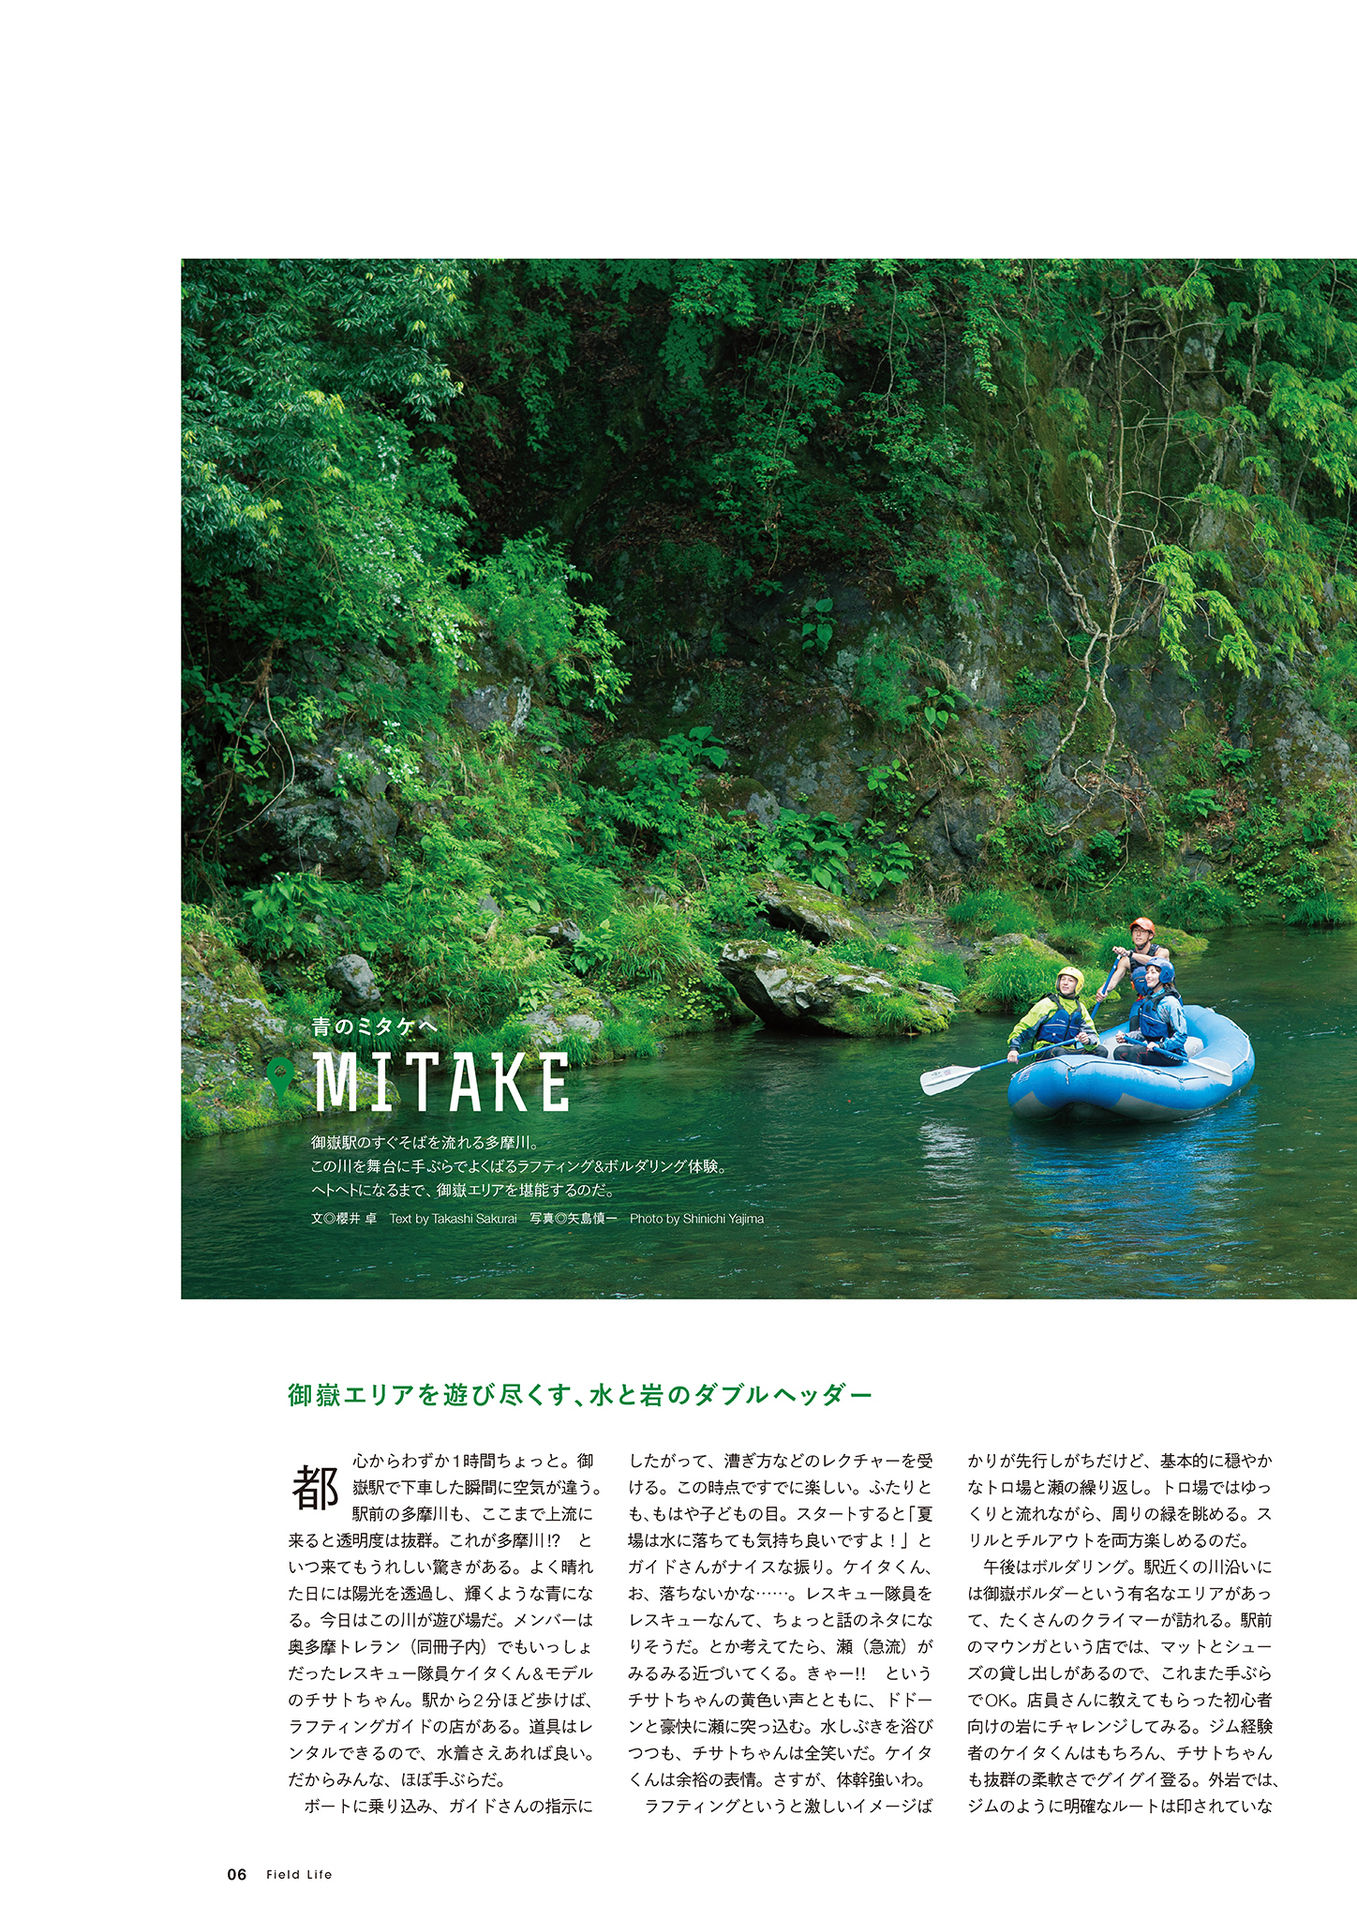 青のミタケへ
MITAKE
御嶽駅のすぐそばを流れる多摩川。
この川を舞台に手ぶらでよくばるラフティング&ボルダリング体験。
ヘトヘトになるまで、御嶽エリアを堪能するのだ。
文◎櫻井 卓　Text by Takashi Sakurai　写真◎矢島慎一　Photo by Shinichi Yajima
御嶽エリアを遊び尽くす、水と岩のダブルヘッダー
都心からわずか1時間ちょっと。御
嶽駅で下車した瞬間に空気が違う。
駅前の多摩川も、ここまで上流に
来ると透明度は抜群。これが多摩川!?　と
いつ来てもうれしい驚きがある。よく晴れ
た日には陽光を透過し、輝くような青にな
る。今日はこの川が遊び場だ。メンバーは
奥多摩トレラン（同冊子内）でもいっしょ
だったレスキュー隊員ケイタくん&モデル
のチサトちゃん。駅から2分ほど歩けば、
ラフティングガイドの店がある。道具はレ
ンタルできるので、水着さえあれば良い。
だからみんな、ほぼ手ぶらだ。
　ボートに乗り込み、ガイドさんの指示に
したがって、漕ぎ方などのレクチャーを受
ける。この時点ですでに楽しい。ふたりと
も、もはや子どもの目。スタートすると「夏
場は水に落ちても気持ち良いですよ！」と
ガイドさんがナイスな振り。ケイタくん、
お、落ちないかな……。レスキュー隊員を
レスキューなんて、ちょっと話のネタにな
りそうだ。とか考えてたら、瀬（急流）が
みるみる近づいてくる。きゃー!!　という
チサトちゃんの黄色い声とともに、ドドー
ンと豪快に瀬に突っ込む。水しぶきを浴び
つつも、チサトちゃんは全笑いだ。ケイタ
くんは余裕の表情。さすが、体幹強いわ。
　ラフティングというと激しいイメージば
かりが先行しがちだけど、基本的に穏やか
なトロ場と瀬の繰り返し。トロ場ではゆっ
くりと流れながら、周りの緑を眺める。ス
リルとチルアウトを両方楽しめるのだ。
　午後はボルダリング。駅近くの川沿いに
は御嶽ボルダーという有名なエリアがあっ
て、たくさんのクライマーが訪れる。駅前
のマウンガという店では、マットとシュー
ズの貸し出しがあるので、これまた手ぶら
でOK。店員さんに教えてもらった初心者
向けの岩にチャレンジしてみる。ジム経験
者のケイタくんはもちろん、チサトちゃん
も抜群の柔軟さでグイグイ登る。外岩では、
ジムのように明確なルートは印されていな
06　Field Life